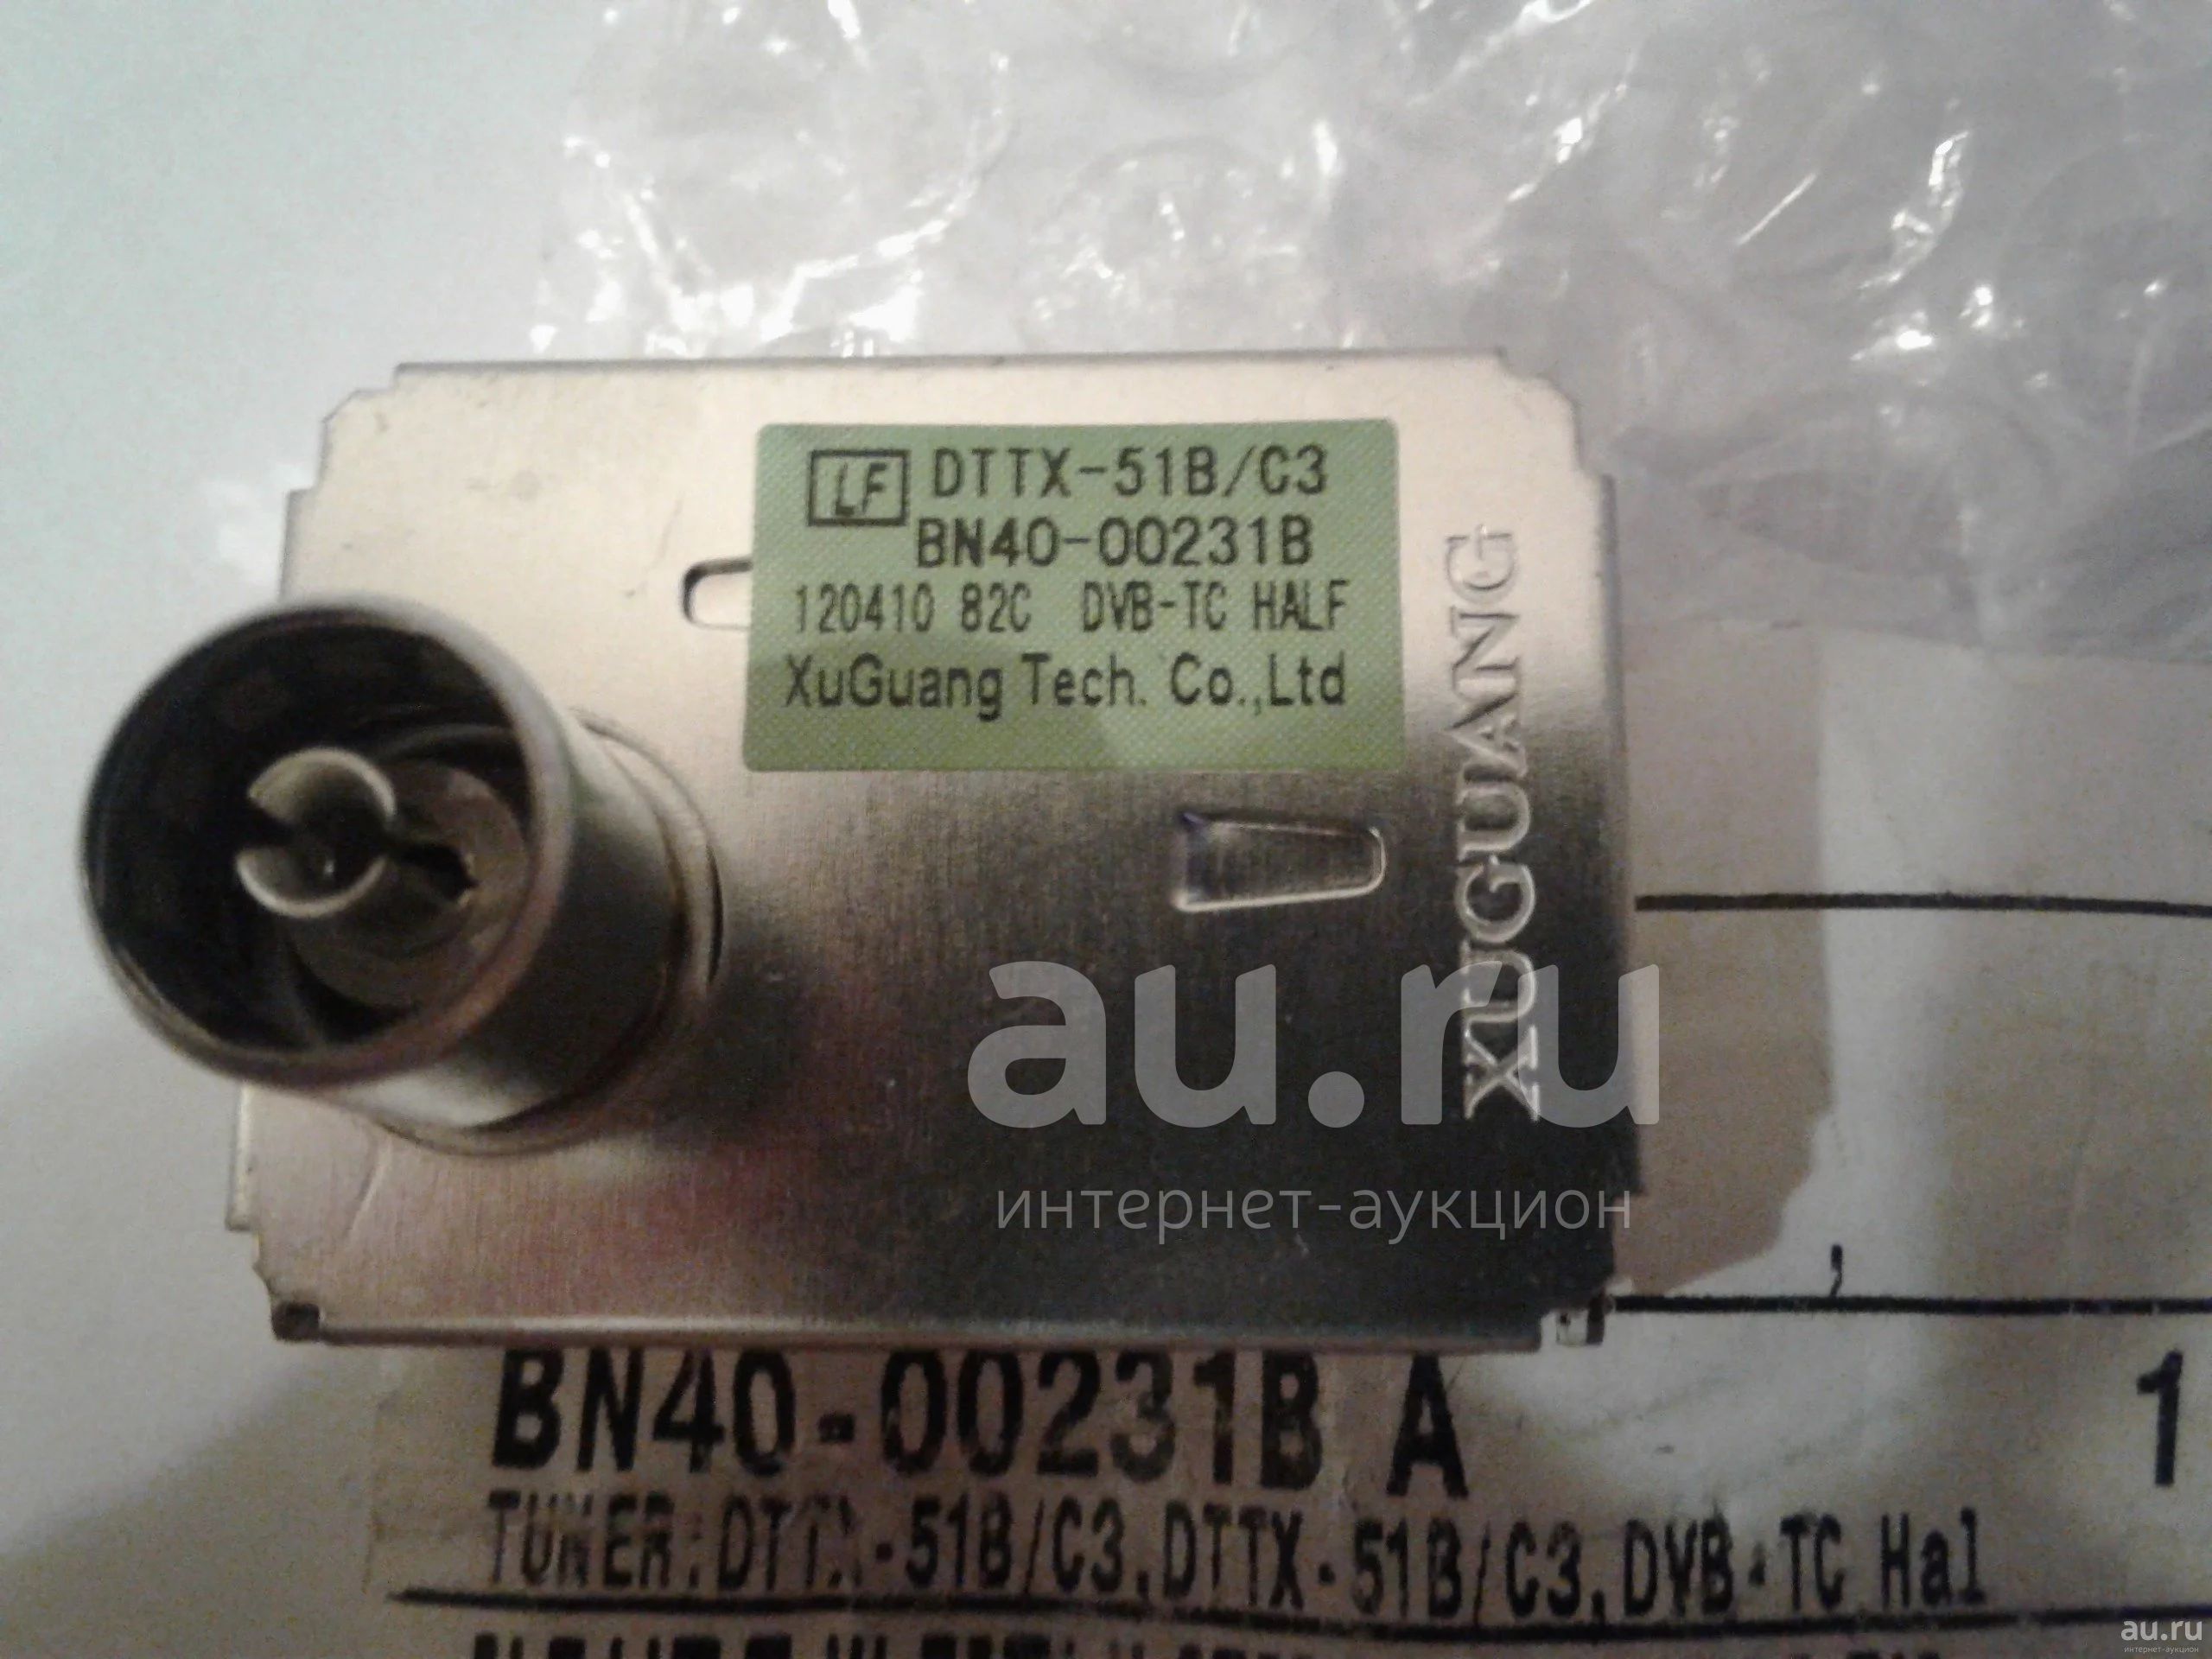 LF DTTX-51B/C3
BN40-00231B
120410 82C DVB-TC HALF
XuGuang Tech. Co.,Ltd
XUGUANG
au.ru
интернет-аукцион
BN40-00231B A 1
TUNER:DTTX-51B/C3,DTTX-51B/C3,DVB-TC Hal
au.ru
интернет-аукцион